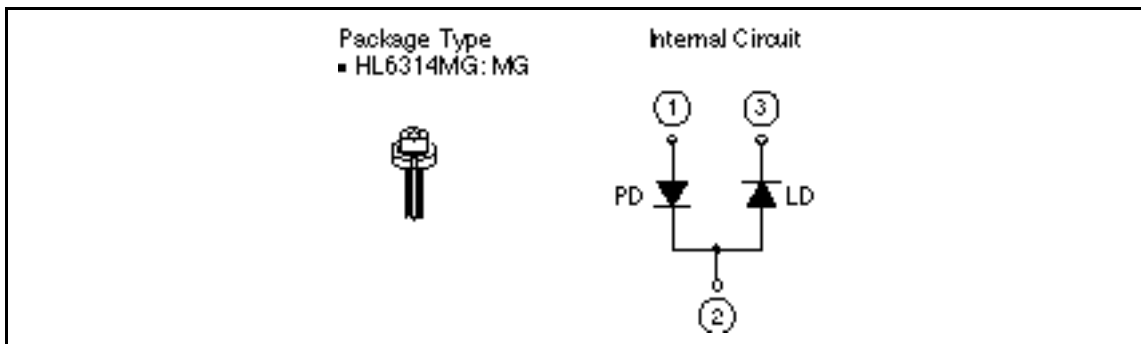 Package Type
▪ HL6314MG: MG
Internal Circuit
1
3
PD
LD
2